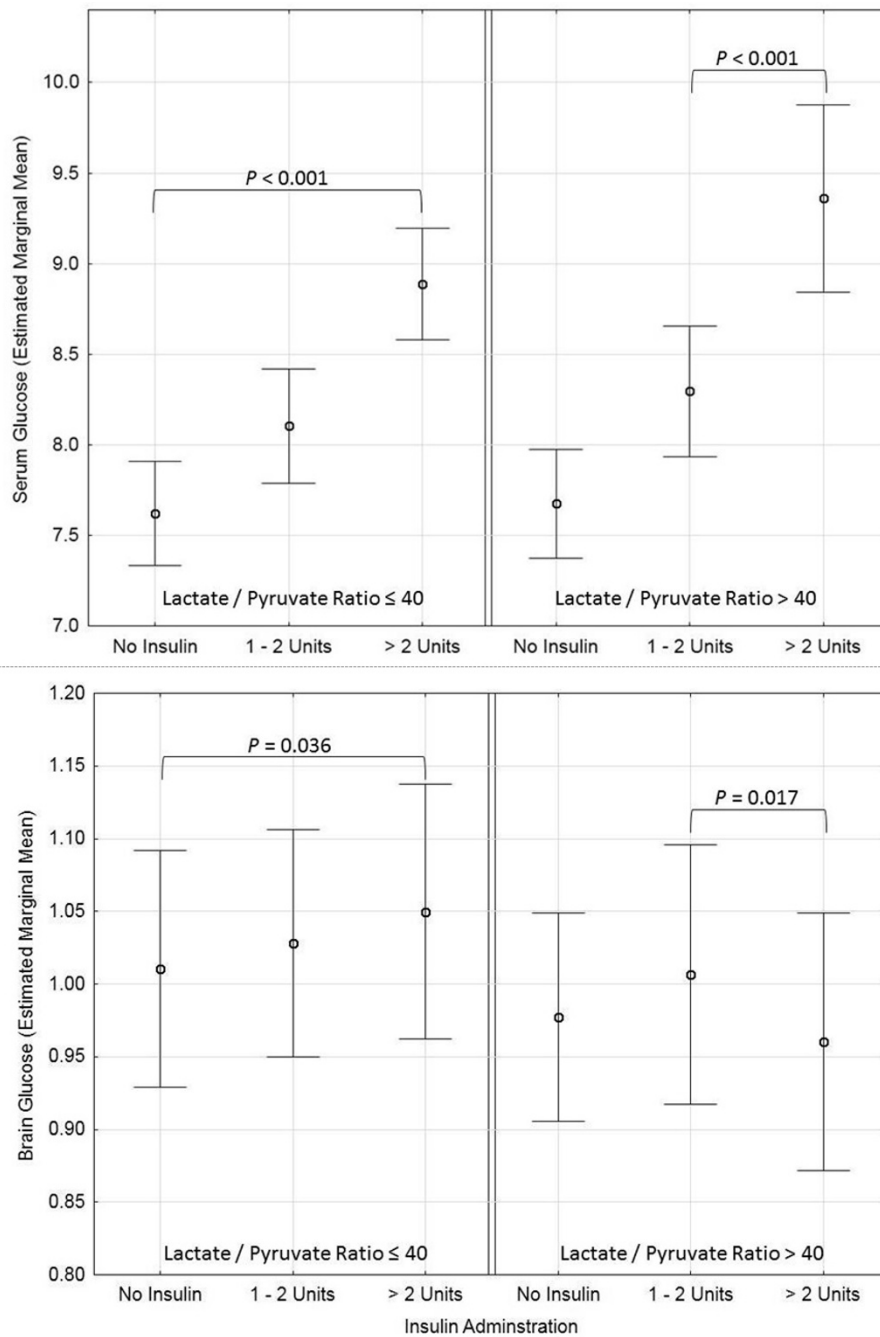 Serum Glucose (Estimated Marginal Mean)
10.0
9.5
9.0
8.5
8.0
7.5
7.0
P < 0.001
P < 0.001
Lactate / Pyruvate Ratio ≤ 40
Lactate / Pyruvate Ratio > 40
No Insulin 1 - 2 Units > 2 Units No Insulin 1 - 2 Units > 2 Units
Brain Glucose (Estimated Marginal Mean)
1.20
1.15
1.10
1.05
1.00
0.95
0.90
0.85
0.80
P = 0.036
P = 0.017
Lactate / Pyruvate Ratio ≤ 40
Lactate / Pyruvate Ratio > 40
No Insulin 1 - 2 Units > 2 Units No Insulin 1 - 2 Units > 2 Units
Insulin Adminstration